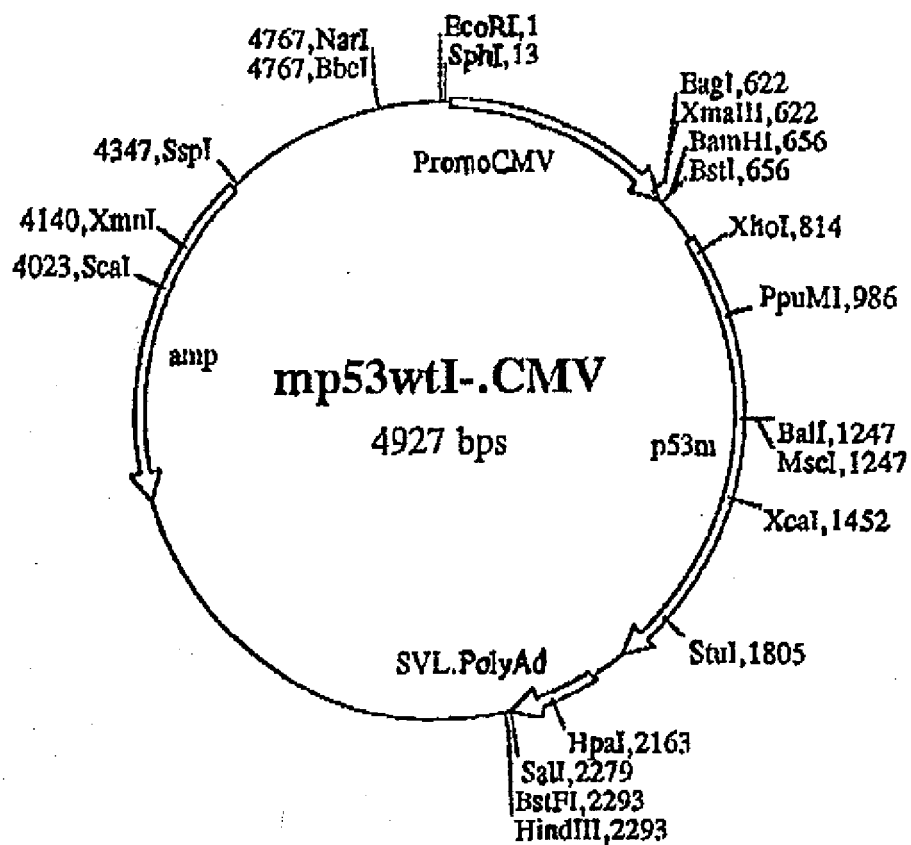 EcoRI,1
SphI,13
4767,NarI
4767,BbcI
EagI,622
XmaIII,622
BamHI,656
BstI,656
PromoCMV
4347,SspI
4140,XmnI
4023,ScaI
XhoI,814
PpuMI,986
amp
mp53wtI-.CMV
4927 bps
p53m
BalI,1247
MscI,1247
XcaI,1452
StuI,1805
SVL.PolyAd
HpaI,2163
SalI,2279
BstFI,2293
HindIII,2293